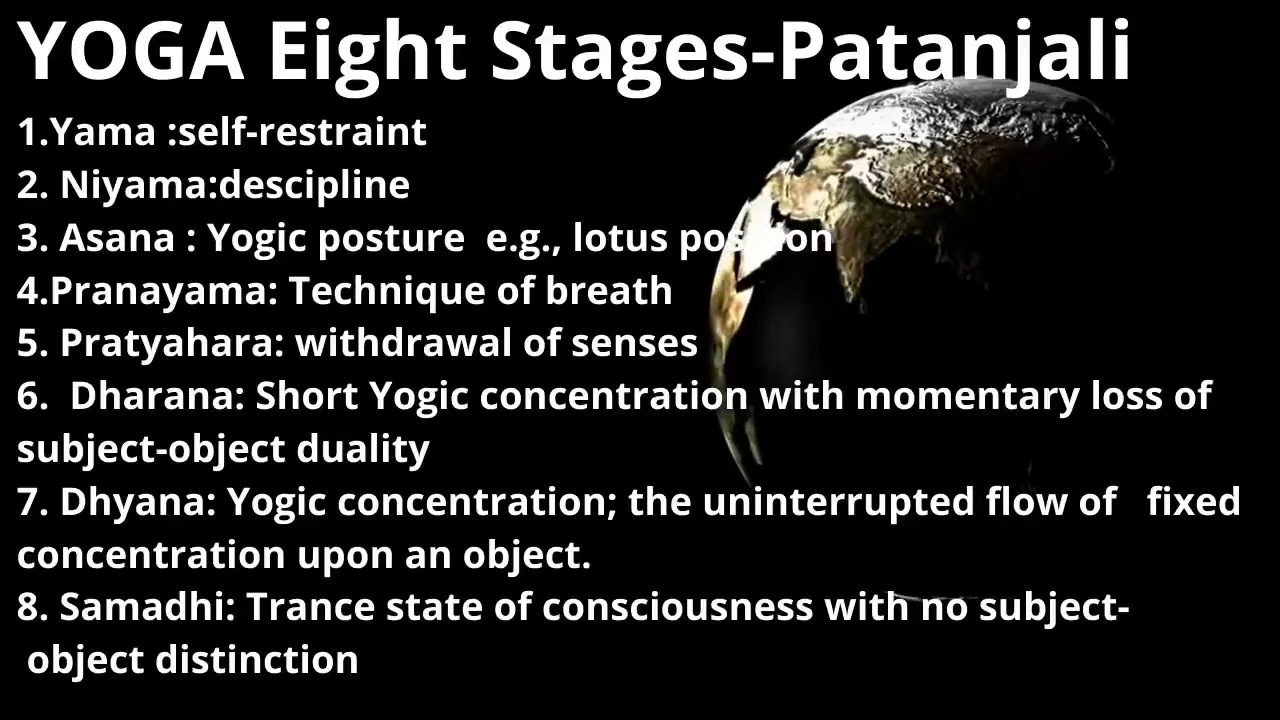 YOGA Eight Stages-Patanjali
1.Yama :self-restraint
2. Niyama:descipline
3. Asana : Yogic posture  e.g., lotus position
4.Pranayama: Technique of breath
5. Pratyahara: withdrawal of senses
6.  Dharana: Short Yogic concentration with momentary loss of
subject-object duality
7. Dhyana: Yogic concentration; the uninterrupted flow of   fixed
concentration upon an object.
8. Samadhi: Trance state of consciousness with no subject-
object distinction